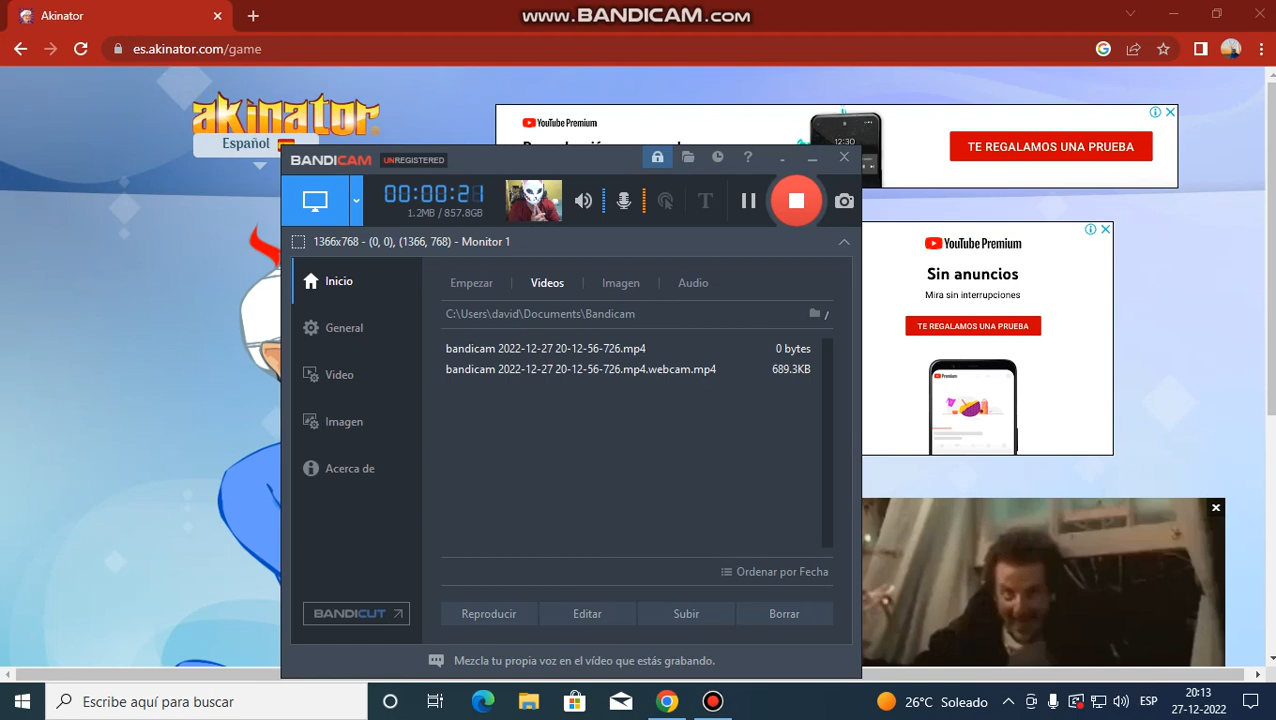 Akinator
www.BANDICAM.com
es.akinator.com/game
akinator
Español
YouTube Premium
12:30
TE REGALAMOS UNA PRUEBA
BANDICAM UNREGISTERED
00:00:21
1.2MB / 857.8GB
1366x768 - (0, 0), (1366, 768) - Monitor 1
Inicio
General
Video
Imagen
Acerca de
BANDICUT
Empezar
Videos
Imagen
Audio
C:\Users\david\Documents\Bandicam
bandicam 2022-12-27 20-12-56-726.mp4 0 bytes
bandicam 2022-12-27 20-12-56-726.mp4.webcam.mp4 689.3KB
Ordenar por Fecha
Reproducir
Editar
Subir
Borrar
Mezcla tu propia voz en el vídeo que estás grabando.
YouTube Premium
Sin anuncios
Mira sin interrupciones
TE REGALAMOS UNA PRUEBA
Escribe aquí para buscar
26°C Soleado
ESP
20:13
27-12-2022